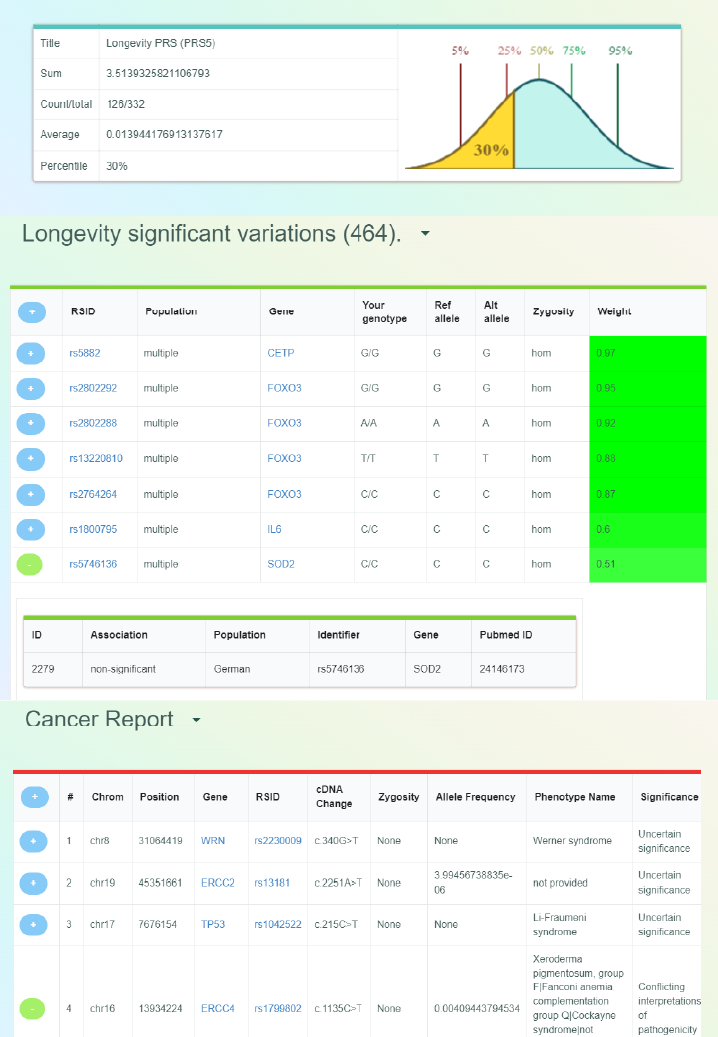 Title Longevity PRS (PRS5)
Sum 3.5139325821106793
Count/total 126/332
Average 0.013944176913137617
Percentile 30%
5% 25% 50% 75% 95%
30%
Longevity significant variations (464).
+ RSID Population Gene Your genotype Ref allele Alt allele Zygosity Weight
+ rs5882 multiple CETP G/G G G hom 0.97
+ rs2802292 multiple FOXO3 G/G G G hom 0.95
+ rs2802288 multiple FOXO3 A/A A A hom 0.92
+ rs13220810 multiple FOXO3 T/T T T hom 0.88
+ rs2764264 multiple FOXO3 C/C C C hom 0.87
+ rs1800795 multiple IL6 C/C C C hom 0.6
- rs5746136 multiple SOD2 C/C C C hom 0.51
ID Association Population Identifier Gene Pubmed ID
2279 non-significant German rs5746136 SOD2 24146173
Cancer Report
+ # Chrom Position Gene RSID cDNA Change Zygosity Allele Frequency Phenotype Name Significance
+ 1 chr8 31064419 WRN rs2230009 c.340G>T None None Werner syndrome Uncertain significance
+ 2 chr19 45351661 ERCC2 rs13181 c.2251A>T None 3.99456738835e-06 not provided Uncertain significance
+ 3 chr17 7676154 TP53 rs1042522 c.215C>T None None Li-Fraumeni syndrome Uncertain significance
- 4 chr16 13934224 ERCC4 rs1799802 c.1135C>T None 0.00409443794534 Xeroderma pigmentosum, group F|Fanconi anemia complementation group Q|Cockayne syndrome|not Conflicting interpretations of pathogenicity